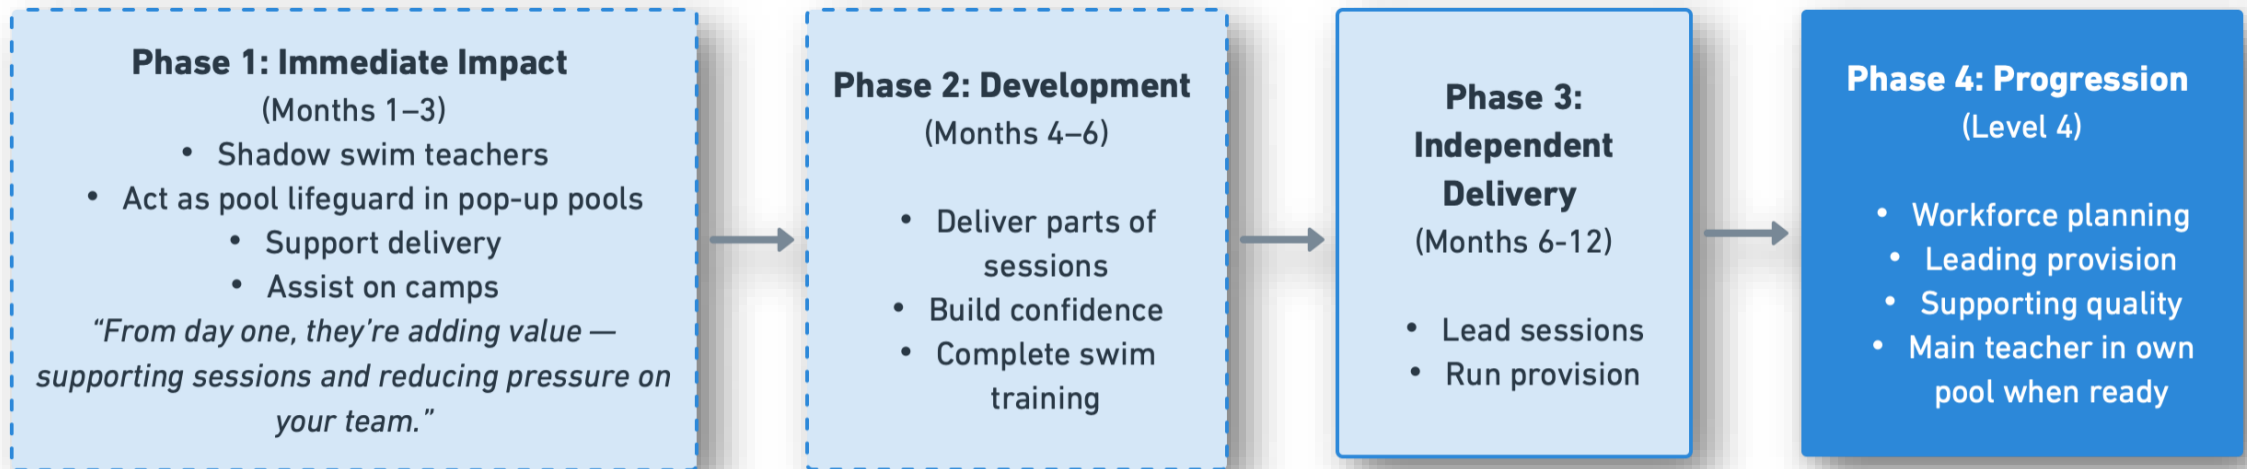 Phase 1: Immediate Impact
(Months 1–3)
• Shadow swim teachers
• Act as pool lifeguard in pop-up pools
• Support delivery
• Assist on camps
“From day one, they’re adding value —
supporting sessions and reducing pressure on
your team.”
Phase 2: Development
(Months 4–6)
• Deliver parts of
sessions
• Build confidence
• Complete swim
training
Phase 3:
Independent
Delivery
(Months 6-12)
• Lead sessions
• Run provision
Phase 4: Progression
(Level 4)
• Workforce planning
• Leading provision
• Supporting quality
• Main teacher in own
pool when ready